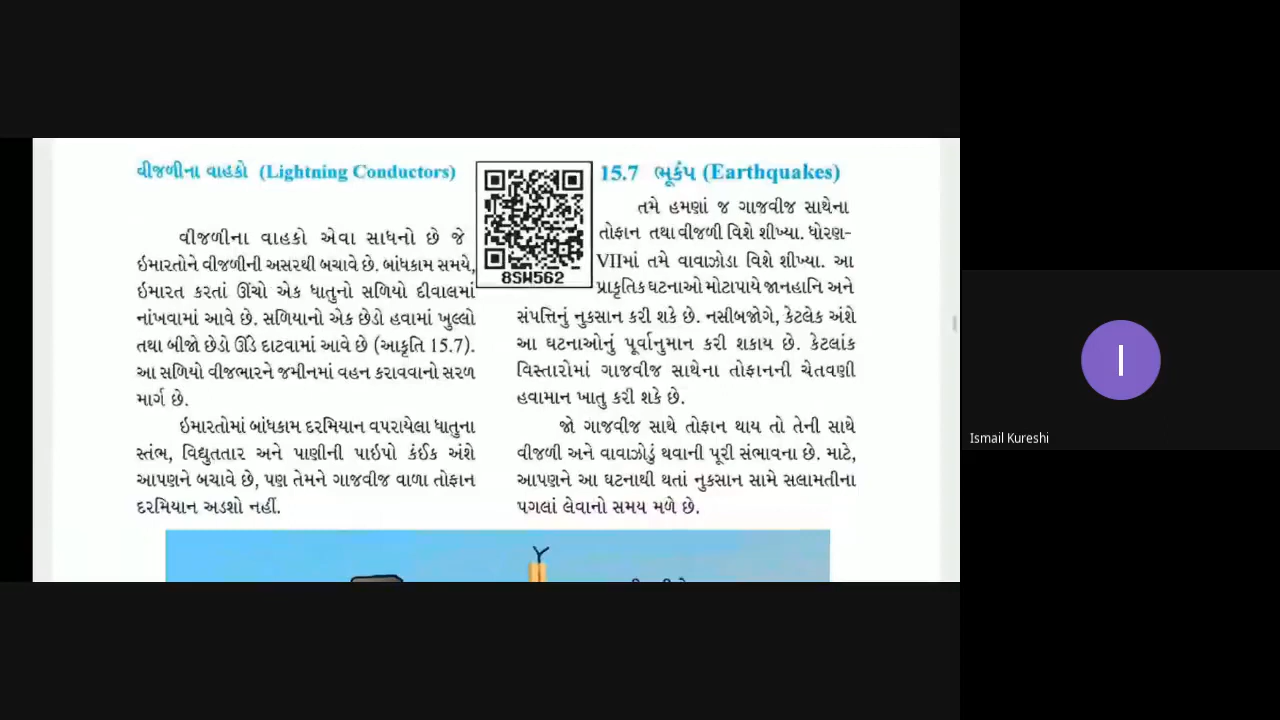 વીજળીના વાહકો (Lightning Conductors)
વીજળીના વાહકો એવા સાધનો છે જે
ઇમારતોને વીજળીની અસરથી બચાવે છે. બાંધકામ સમયે,
ઇમારત કરતાં ઊંચો એક ધાતુનો સળિયો દીવાલમાં
નાંખવામાં આવે છે. સળિયાનો એક છેડો હવામાં ખુલ્લો
તથા બીજો છેડો ઊંડે દાટવામાં આવે છે (આકૃતિ 15.7).
આ સળિયો વીજભારને જમીનમાં વહન કરાવવાનો સરળ
માર્ગ છે.
ઇમારતોમાં બાંધકામ દરમિયાન વપરાયેલા ધાતુના
સ્તંભ, વિદ્યુતતાર અને પાણીની પાઇપો કંઈક અંશે
આપણને બચાવે છે, પણ તેમને ગાજવીજ વાળા તોફાન
દરમિયાન અડશો નહીં.
8SW562
15.7 ભૂકંપ (Earthquakes)
તમે હમણાં જ ગાજવીજ સાથેના
તોફાન તથા વીજળી વિશે શીખ્યા. ધોરણ-
VIIમાં તમે વાવાઝોડા વિશે શીખ્યા. આ
પ્રાકૃતિક ઘટનાઓ મોટાપાયે જાનહાનિ અને
સંપત્તિનું નુકસાન કરી શકે છે. નસીબજોગે, કેટલેક અંશે
આ ઘટનાઓનું પૂર્વાનુમાન કરી શકાય છે. કેટલાંક
વિસ્તારોમાં ગાજવીજ સાથેના તોફાનની ચેતવણી
હવામાન ખાતુ કરી શકે છે.
જો ગાજવીજ સાથે તોફાન થાય તો તેની સાથે
વીજળી અને વાવાઝોડું થવાની પૂરી સંભાવના છે. માટે,
આપણને આ ઘટનાથી થતાં નુકસાન સામે સલામતીના
પગલાં લેવાનો સમય મળે છે.
I
Ismail Kureshi